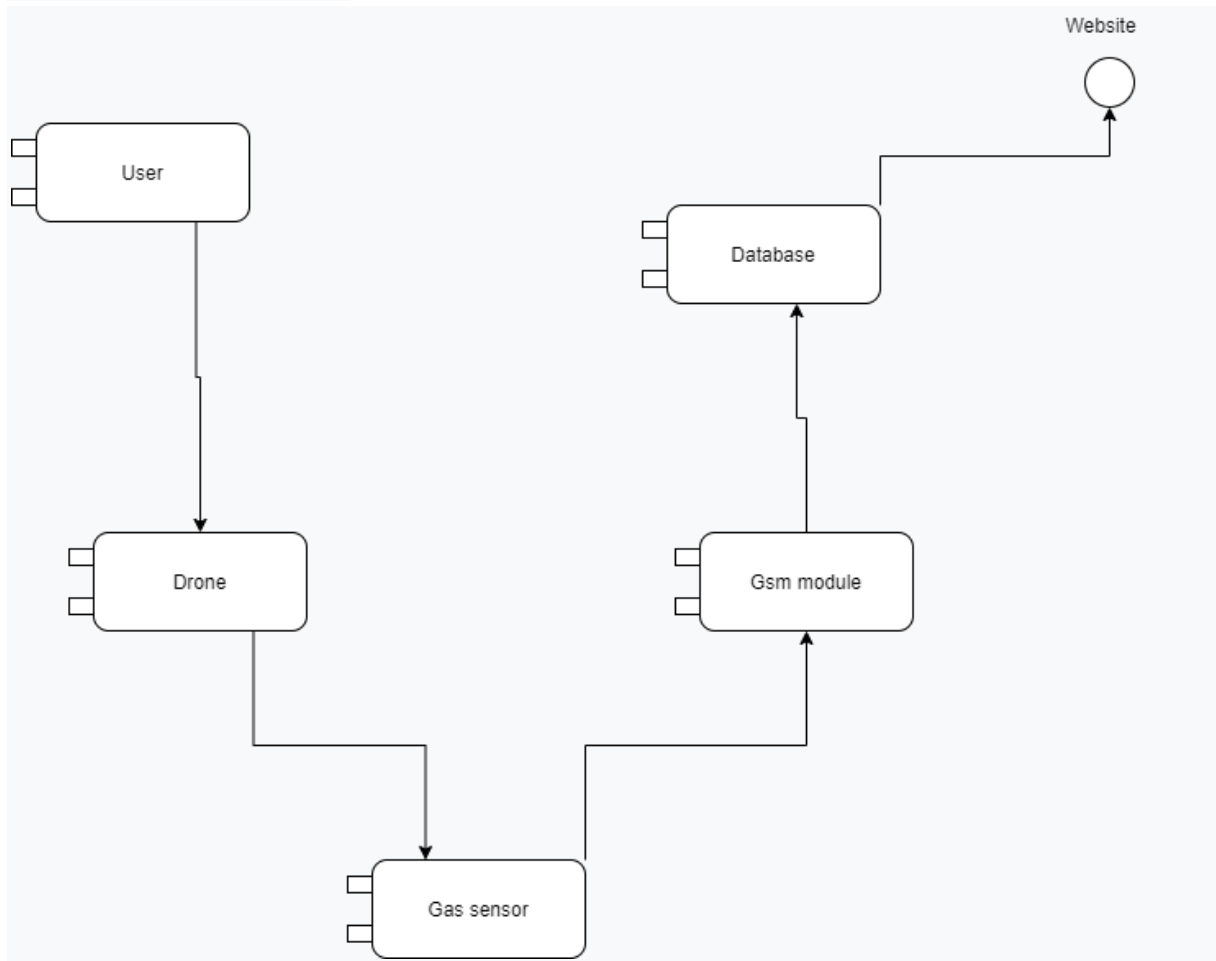 Website
User
Database
Drone
Gsm module
Gas sensor